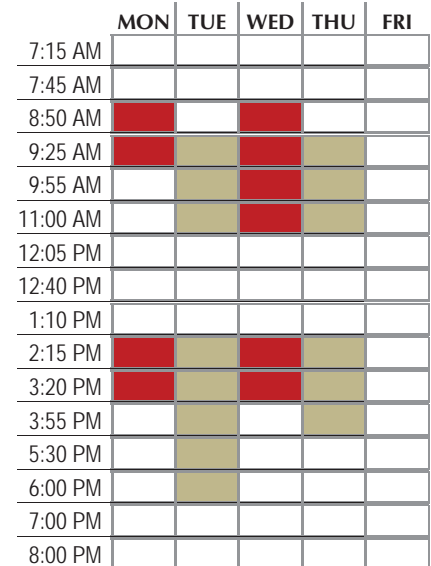 MON TUE WED THU FRI
7:15 AM
7:45 AM
8:50 AM
9:25 AM
9:55 AM
11:00 AM
12:05 PM
12:40 PM
1:10 PM
2:15 PM
3:20 PM
3:55 PM
5:30 PM
6:00 PM
7:00 PM
8:00 PM